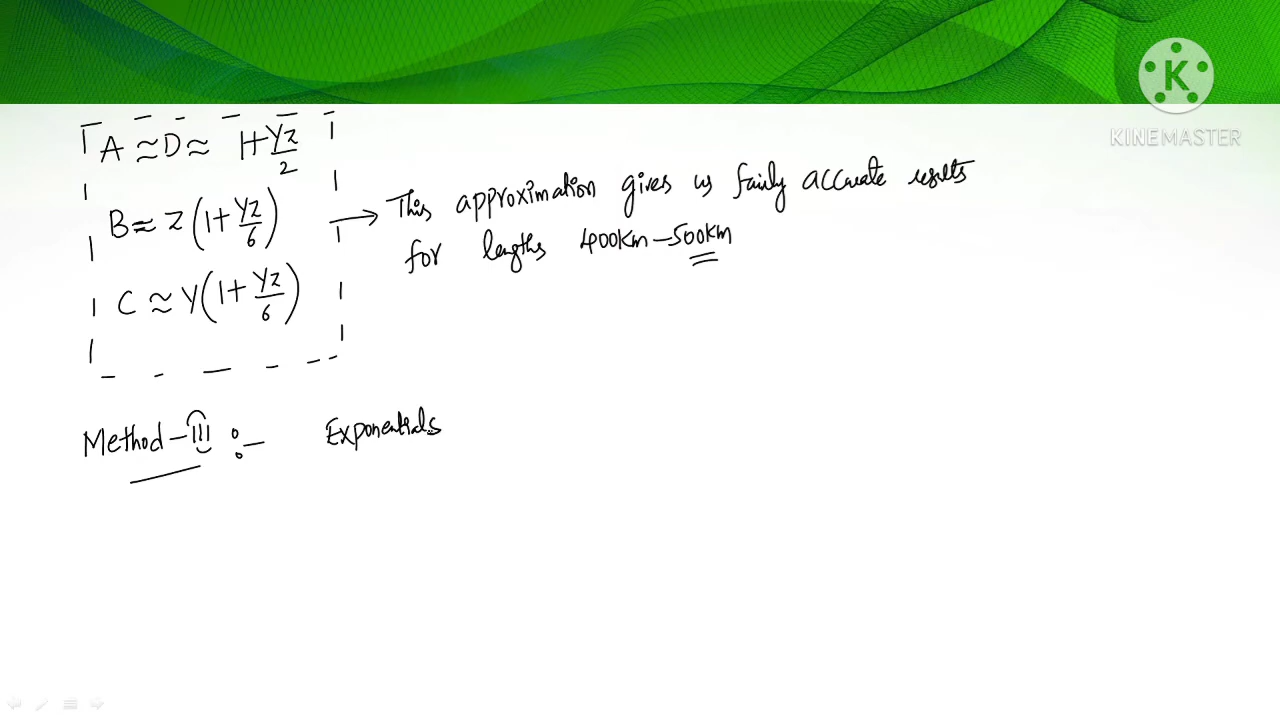 K
KINEMASTER
A ≈ D ≈ 1+YZ/2
B ≈ Z(1+YZ/6)
C ≈ Y(1+YZ/6)
→ This approximation gives us fairly accurate results
for lengths 400km – 500km
Method – III :– Exponentials